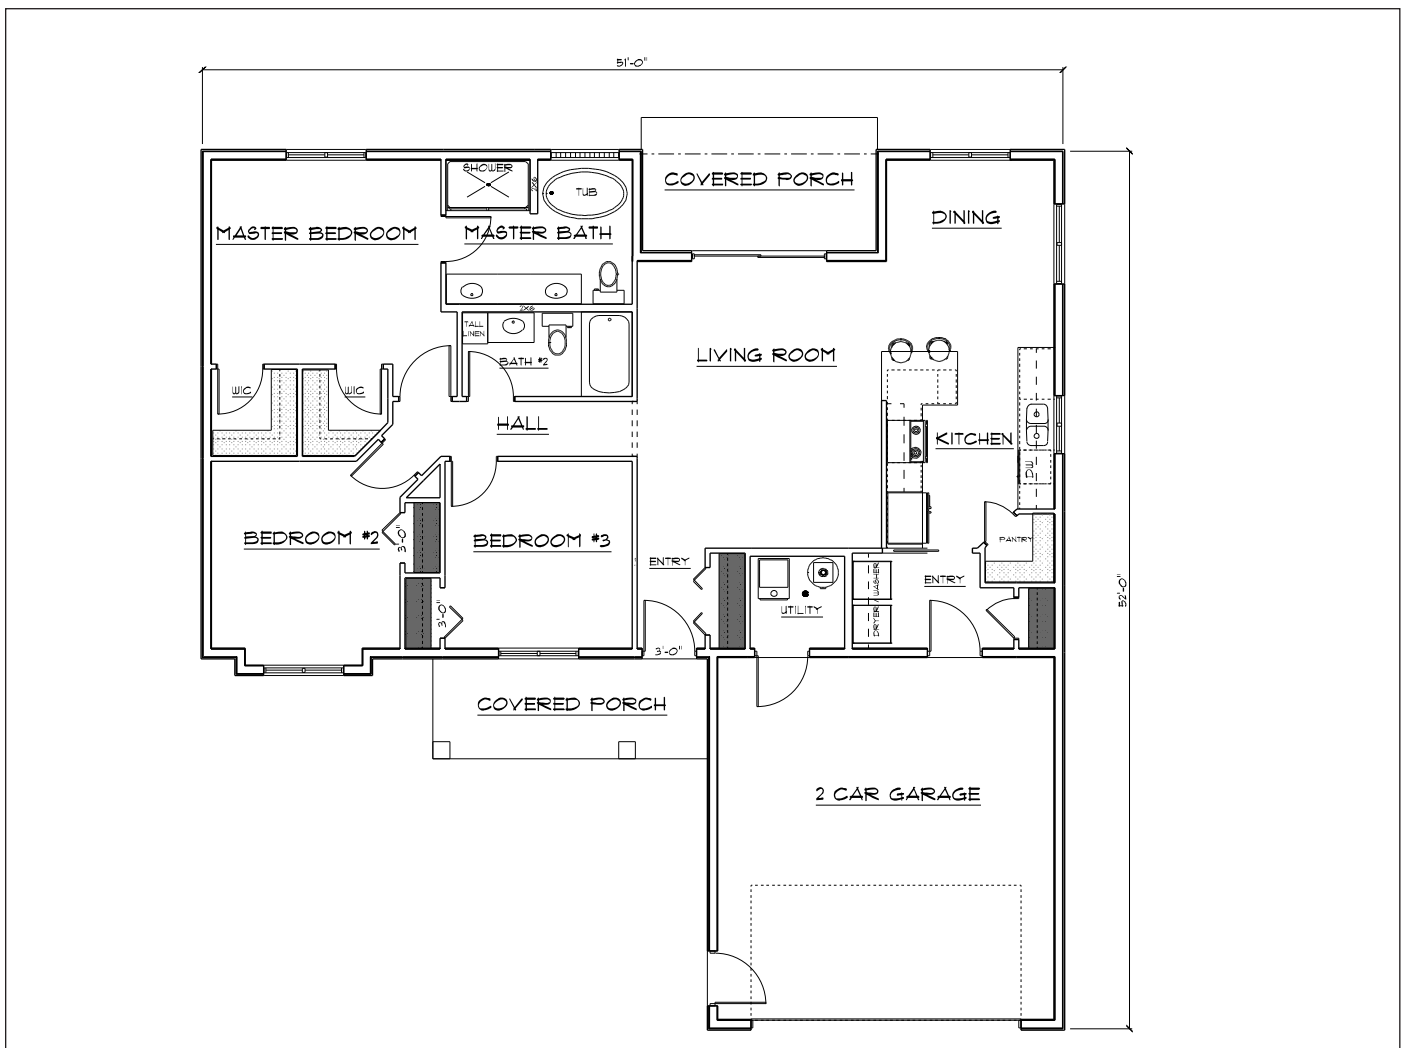 51'-0"
SHOWER
2X6
TUB
COVERED PORCH
MASTER BEDROOM
MASTER BATH
DINING
2X6
TALL
LINEN
BATH #2
LIVING ROOM
WIC
WIC
HALL
KITCHEN
DW
BEDROOM #2
3'-0"
BEDROOM #3
PANTRY
ENTRY
ENTRY
DRYER / WASHER
UTILITY
3'-0"
3'-0"
52'-0"
COVERED PORCH
2 CAR GARAGE